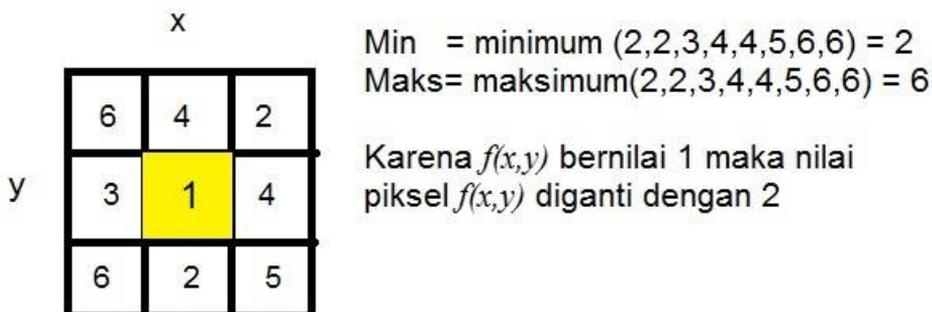 x
Min = minimum (2,2,3,4,4,5,6,6) = 2
Maks= maksimum(2,2,3,4,4,5,6,6) = 6
6 4 2
Karena f(x,y) bernilai 1 maka nilai
y 3 1 4
piksel f(x,y) diganti dengan 2
6 2 5